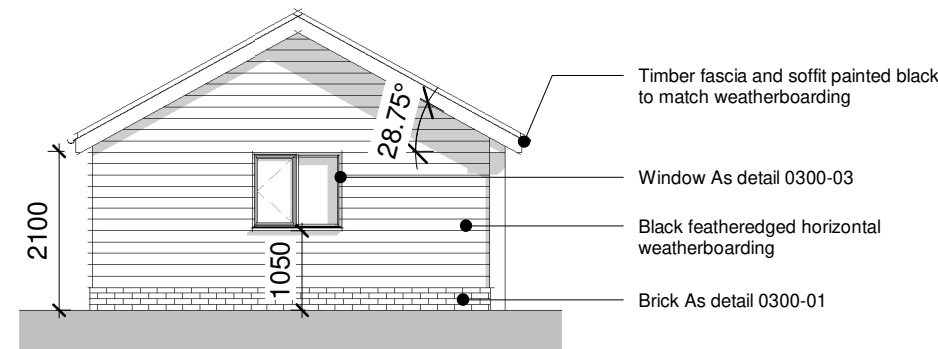 Timber fascia and soffit painted black
to match weatherboarding
28.75°
Window As detail 0300-03
2100
Black featheredged horizontal
weatherboarding
1050
Brick As detail 0300-01